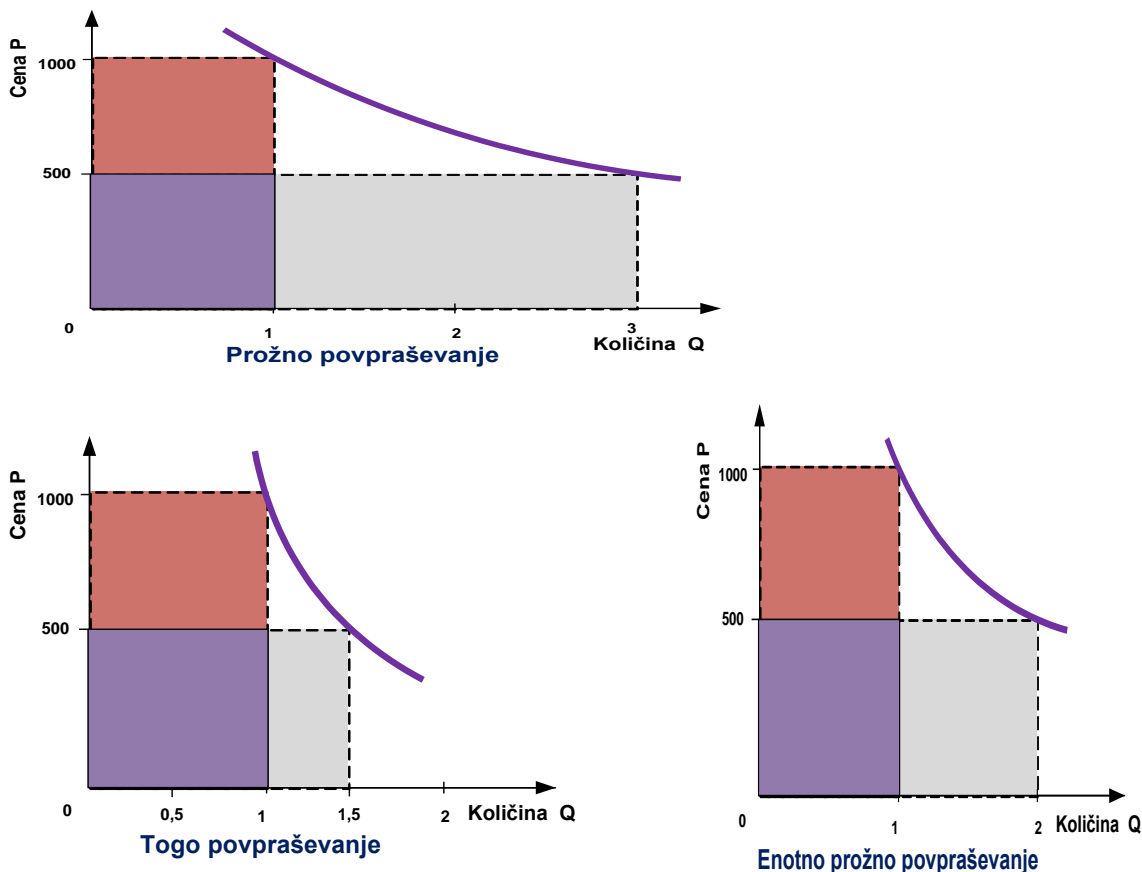 Cena P
1000
500
0
1
2
3
Količina Q
Prožno povpraševanje
Cena P
1000
500
0
0,5
1
1,5
2
Količina Q
Togo povpraševanje
Cena P
1000
500
0
1
2
Količina Q
Enotno prožno povpraševanje